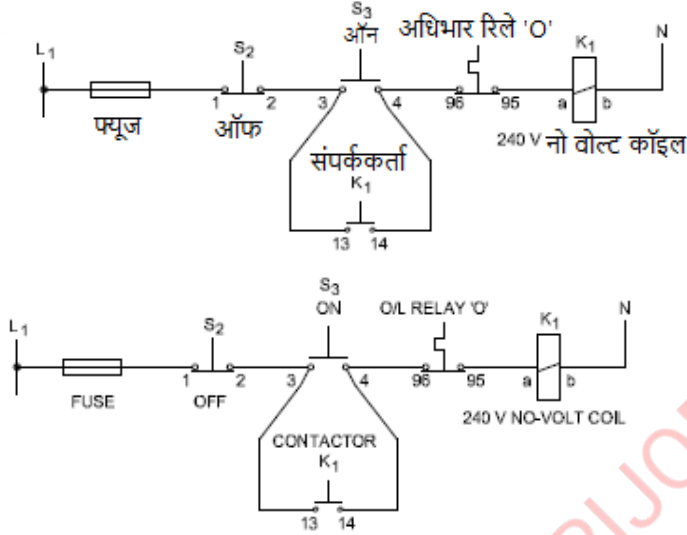 S3
L1 S2 ऑन अधिभार रिले 'O' K1 N
1 2 3 4 96 95 a b
फ्यूज ऑफ 240 V नो वोल्ट कॉइल
संपर्ककर्ता
K1
13 14
S3
L1 S2 ON O/L RELAY 'O' K1 N
1 2 3 4 96 95 a b
FUSE OFF 240 V NO-VOLT COIL
CONTACTOR
K1
13 14